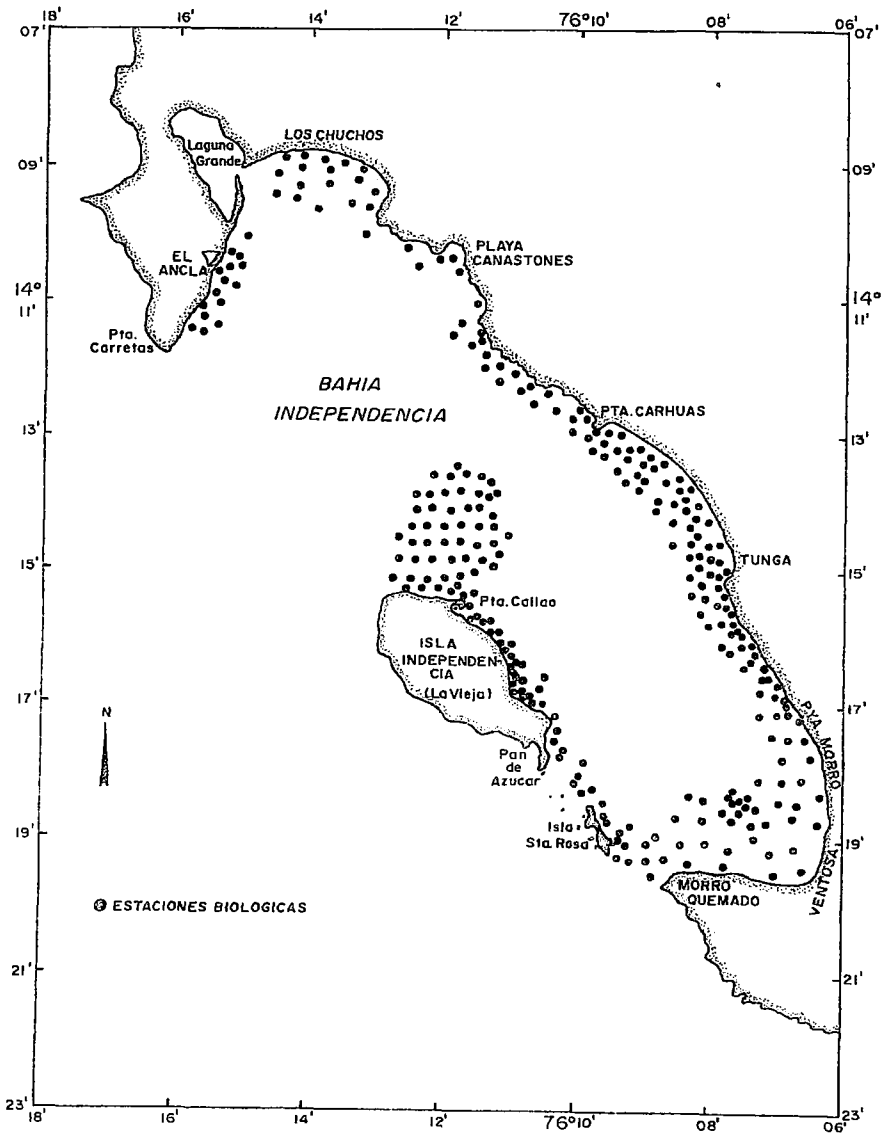 18' 16' 14' 12' 76°10' 08' 06'
07' 07'
LOS CHUCHOS
Laguna
Grande
09' 09'
PLAYA
CANASTONES
EL
ANCLA
14° 14°
11' 11'
Pta.
Carretas
BAHIA
INDEPENDENCIA
PTA. CARHUAS
13' 13'
TUNGA
15' 15'
Pta. Callao
ISLA
INDEPENDEN-
CIA
(La Vieja)
17' 17'
N
PYA. MORRO
Pan
de
Azucar
19' 19'
Isla
Sta. Rosa
VENTOSA
MORRO
QUEMADO
ESTACIONES BIOLOGICAS
21' 21'
23'
18' 16' 14' 12' 76°10' 08' 06'